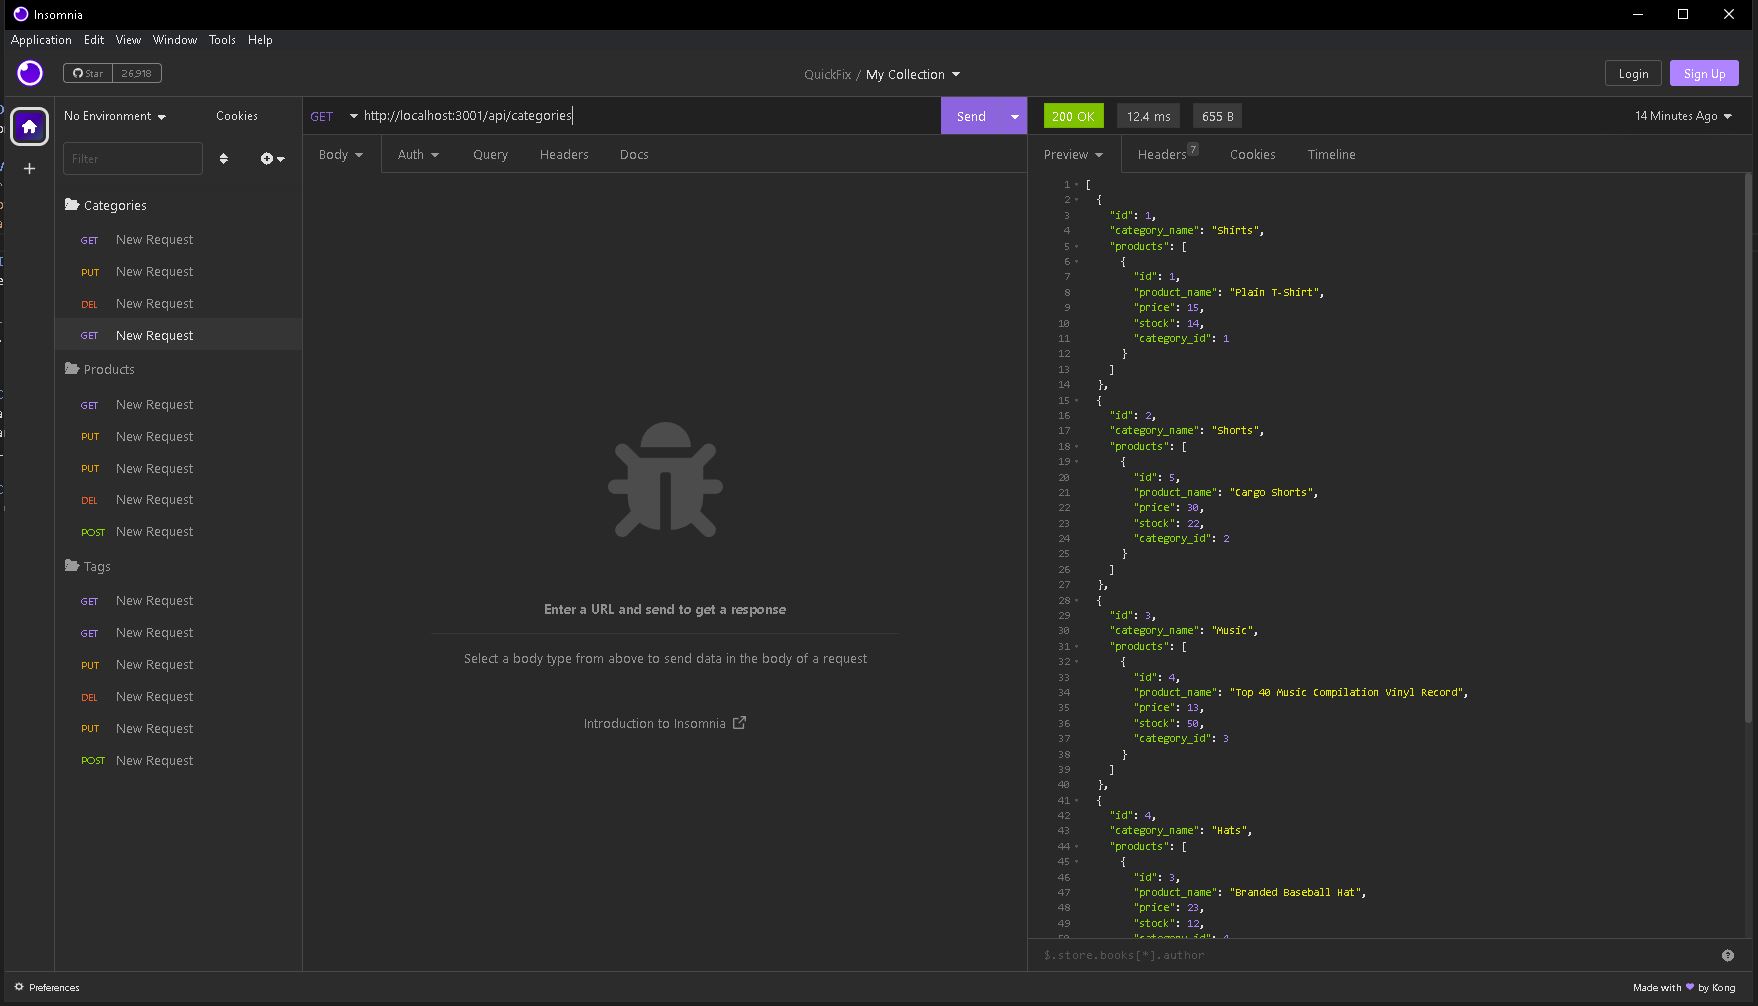 Insomnia
Application Edit View Window Tools Help
Star 26,918
QuickFix / My Collection
Login Sign Up
No Environment Cookies
Filter
Categories
GET New Request
PUT New Request
DEL New Request
GET New Request
Products
GET New Request
PUT New Request
PUT New Request
DEL New Request
POST New Request
Tags
GET New Request
GET New Request
PUT New Request
DEL New Request
PUT New Request
POST New Request
GET http://localhost:3001/api/categories Send
Body Auth Query Headers Docs
Enter a URL and send to get a response
Select a body type from above to send data in the body of a request
Introduction to Insomnia
200 OK 12.4 ms 655 B 14 Minutes Ago
Preview Headers 7 Cookies Timeline
1 [
2 {
3 "id": 1,
4 "category_name": "Shirts",
5 "products": [
6 {
7 "id": 1,
8 "product_name": "Plain T-Shirt",
9 "price": 15,
10 "stock": 14,
11 "category_id": 1
12 }
13 ]
14 },
15 {
16 "id": 2,
17 "category_name": "Shorts",
18 "products": [
19 {
20 "id": 5,
21 "product_name": "Cargo Shorts",
22 "price": 30,
23 "stock": 22,
24 "category_id": 2
25 }
26 ]
27 },
28 {
29 "id": 3,
30 "category_name": "Music",
31 "products": [
32 {
33 "id": 4,
34 "product_name": "Top 40 Music Compilation Vinyl Record",
35 "price": 13,
36 "stock": 50,
37 "category_id": 3
38 }
39 ]
40 },
41 {
42 "id": 4,
43 "category_name": "Hats",
44 "products": [
45 {
46 "id": 3,
47 "product_name": "Branded Baseball Hat",
48 "price": 23,
49 "stock": 12,
50 "category_id": 4
$.store.books[*].author
Preferences
Made with by Kong